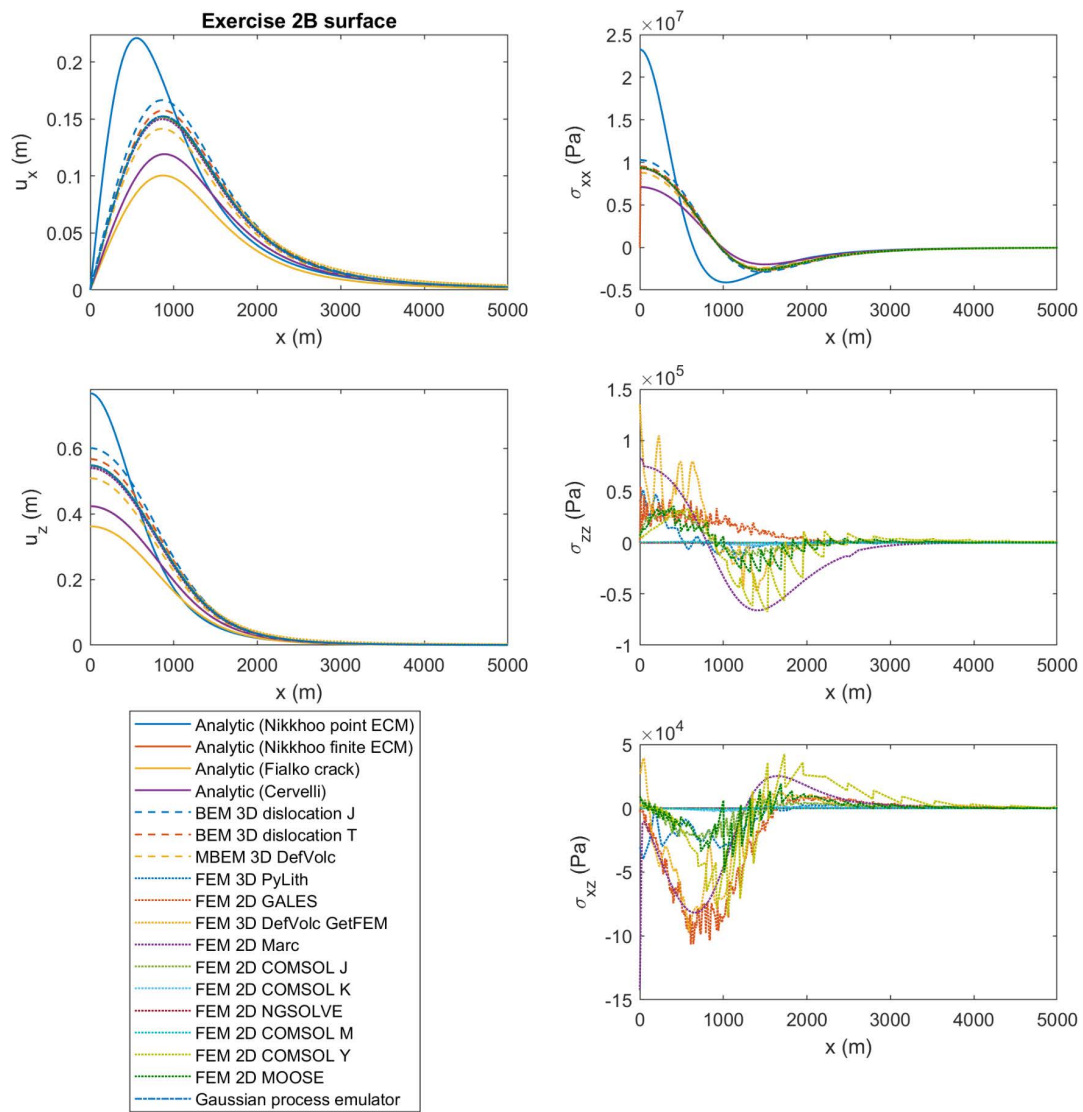 Exercise 2B surface
0.2
0.15
0.1
0.05
0
u_x (m)
0 1000 2000 3000 4000 5000
x (m)
×10^7
2.5
2
1.5
1
0.5
0
-0.5
σ_xx (Pa)
0 1000 2000 3000 4000 5000
x (m)
0.6
0.4
0.2
0
u_z (m)
0 1000 2000 3000 4000 5000
x (m)
×10^5
1.5
1
0.5
0
-0.5
-1
σ_zz (Pa)
0 1000 2000 3000 4000 5000
x (m)
Analytic (Nikkhoo point ECM)
Analytic (Nikkhoo finite ECM)
Analytic (Fialko crack)
Analytic (Cervelli)
BEM 3D dislocation J
BEM 3D dislocation T
MBEM 3D DefVolc
FEM 3D PyLith
FEM 2D GALES
FEM 3D DefVolc GetFEM
FEM 2D Marc
FEM 2D COMSOL J
FEM 2D COMSOL K
FEM 2D NGSOLVE
FEM 2D COMSOL M
FEM 2D COMSOL Y
FEM 2D MOOSE
Gaussian process emulator
×10^4
5
0
-5
-10
-15
σ_xz (Pa)
0 1000 2000 3000 4000 5000
x (m)